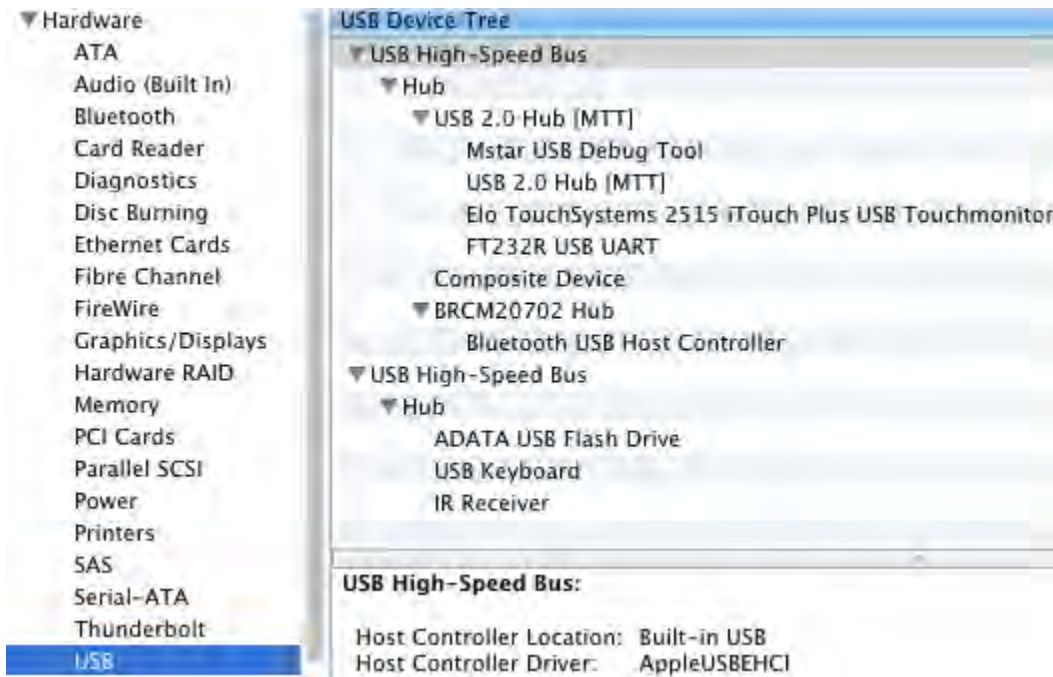 Hardware
ATA
Audio (Built In)
Bluetooth
Card Reader
Diagnostics
Disc Burning
Ethernet Cards
Fibre Channel
FireWire
Graphics/Displays
Hardware RAID
Memory
PCI Cards
Parallel SCSI
Power
Printers
SAS
Serial-ATA
Thunderbolt
USB
USB Device Tree
USB High-Speed Bus
Hub
USB 2.0 Hub [MTT]
Mstar USB Debug Tool
USB 2.0 Hub [MTT]
Elo TouchSystems 2515 iTouch Plus USB Touchmonitor
FT232R USB UART
Composite Device
BRCM20702 Hub
Bluetooth USB Host Controller
USB High-Speed Bus
Hub
ADATA USB Flash Drive
USB Keyboard
IR Receiver
USB High-Speed Bus:
Host Controller Location: Built-in USB
Host Controller Driver: AppleUSBEHCI